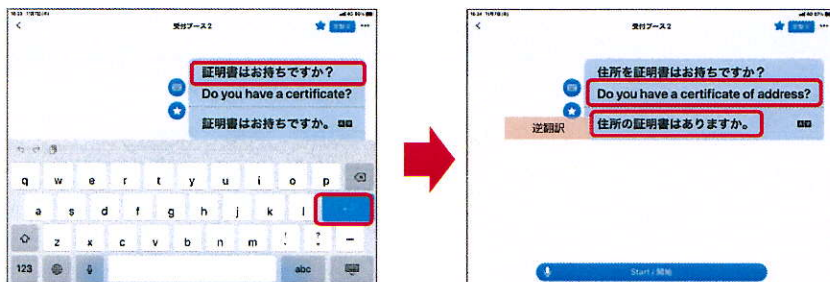 受付ブース2
証明書はお持ちですか?
Do you have a certificate?
証明書はお持ちですか。
q w e r t y u i o p
a s d f g h j k l
z x c v b n m ! ? –
123 abc
受付ブース2
住所を証明書はお持ちですか?
Do you have a certificate of address?
逆翻訳 住所の証明書はありますか。
Start / 開始